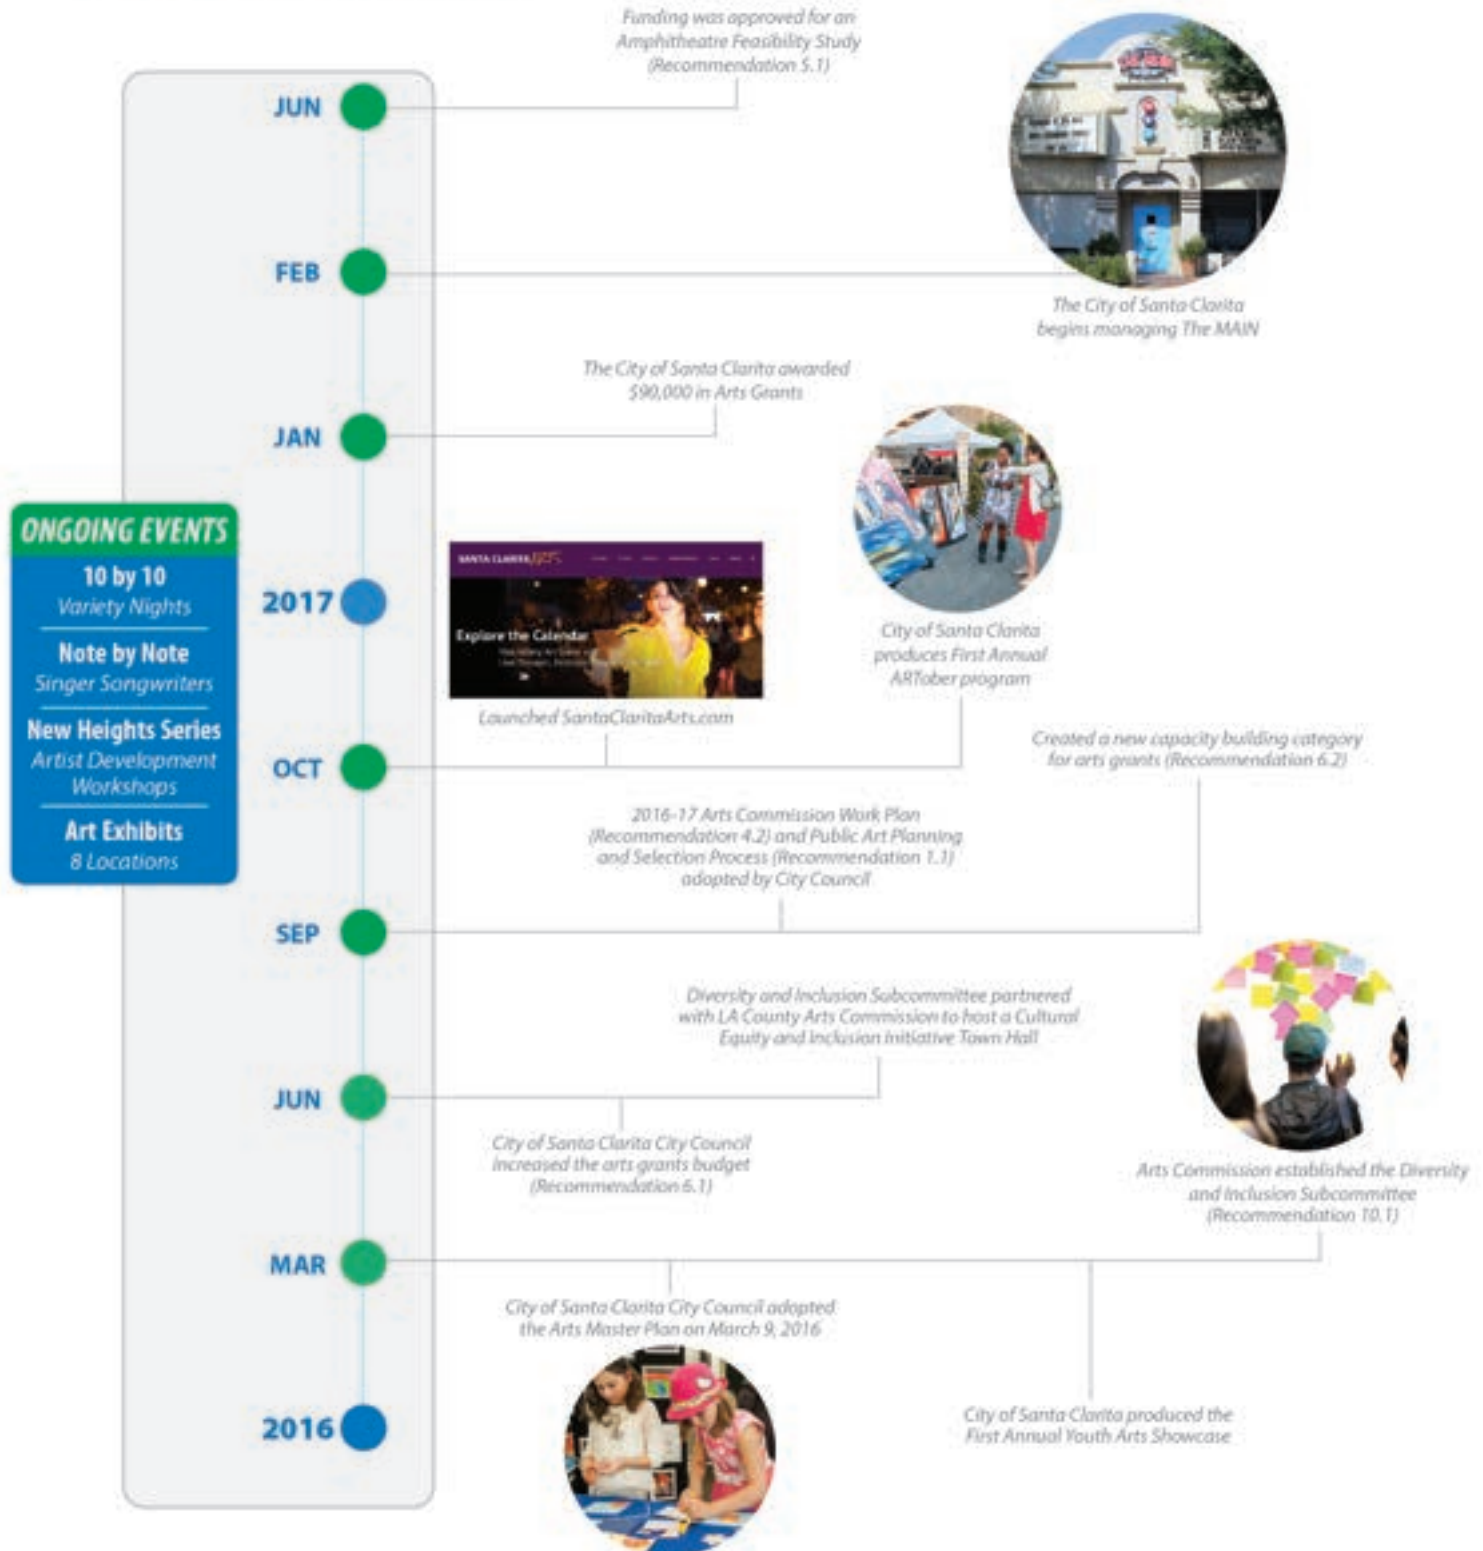 Funding was approved for an
Amphitheatre Feasibility Study
(Recommendation 5.1)
JUN
FEB
The City of Santa Clarita
begins managing The MAIN
The City of Santa Clarita awarded
$90,000 in Arts Grants
JAN
ONGOING EVENTS
10 by 10
Variety Nights
Note by Note
Singer Songwriters
New Heights Series
Artist Development
Workshops
Art Exhibits
8 Locations
2017
SANTA CLARITA
Explore the Calendar
Launched SantaClaritaArts.com
City of Santa Clarita
produces First Annual
ARTober program
OCT
Created a new capacity building category
for arts grants (Recommendation 6.2)
2016-17 Arts Commission Work Plan
(Recommendation 4.2) and Public Art Planning
and Selection Process (Recommendation 1.1)
adopted by City Council
SEP
Diversity and Inclusion Subcommittee partnered
with LA County Arts Commission to host a Cultural
Equity and Inclusion Initiative Town Hall
JUN
City of Santa Clarita City Council
increased the arts grants budget
(Recommendation 6.1)
Arts Commission established the Diversity
and Inclusion Subcommittee
(Recommendation 10.1)
MAR
City of Santa Clarita City Council adopted
the Arts Master Plan on March 9, 2016
City of Santa Clarita produced the
First Annual Youth Arts Showcase
2016